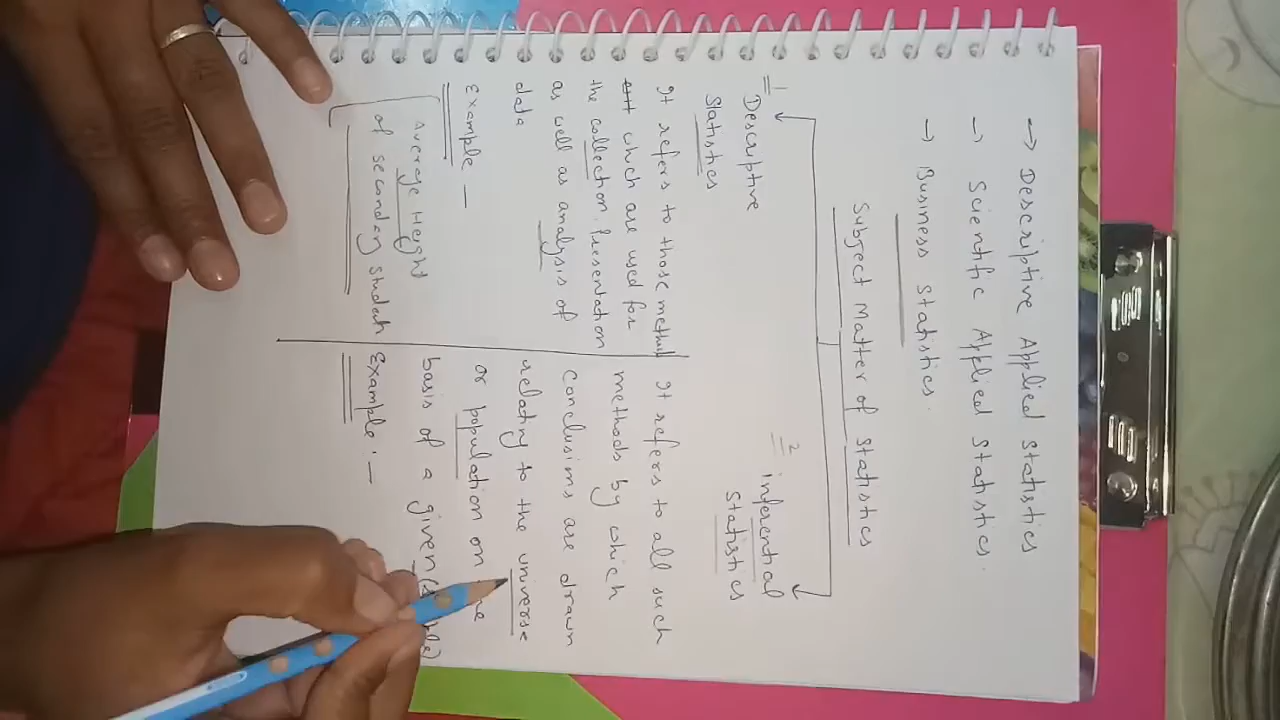 → Descriptive Applied Statistics
→ Scientific Applied Statistics.
→ Business Statistics.
Subject Matter of Statistics
1
Descriptive
Statistics
It refers to those
which are used for
the collection, Presentation
as well as analysis of
data
Example —
Average Height
of secondary student
2
inferential
Statistics
It refers to all such
methods by which
conclusions are drawn
relating to the universe
or population on
basis of a given
Example :—